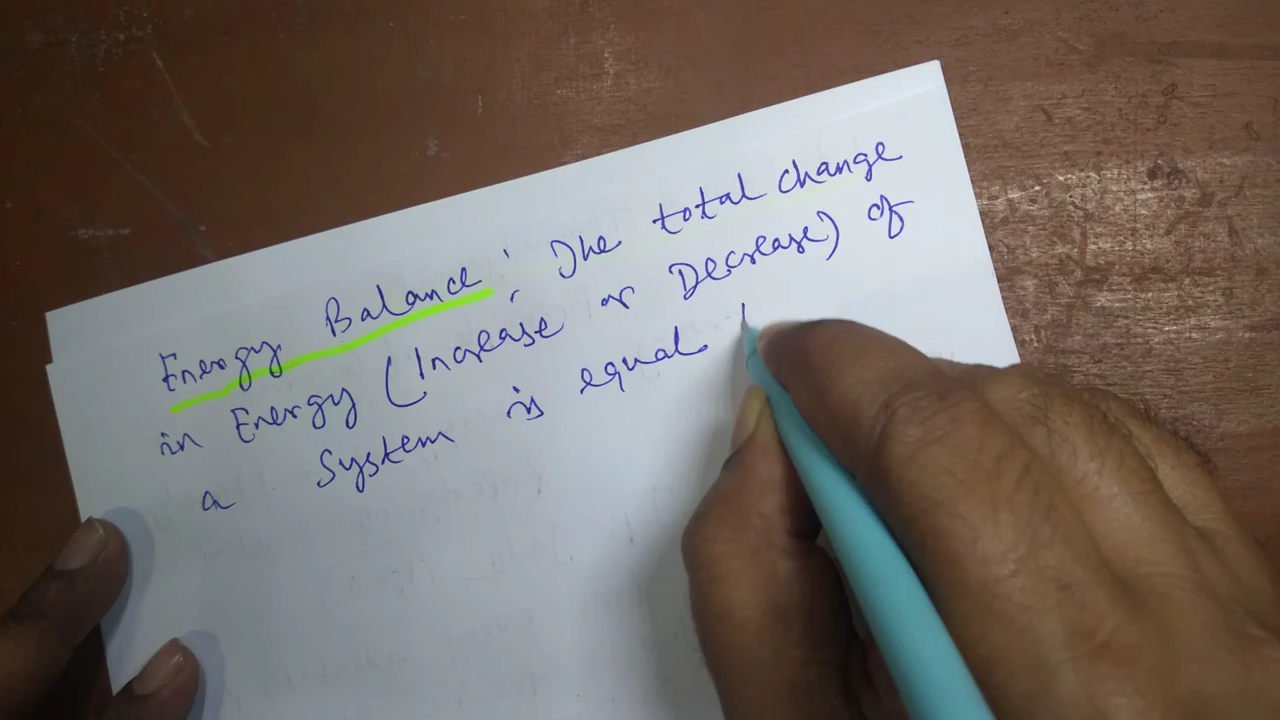 Energy Balance : The total change
in Energy (Increase or Decrease) of
a System is equal